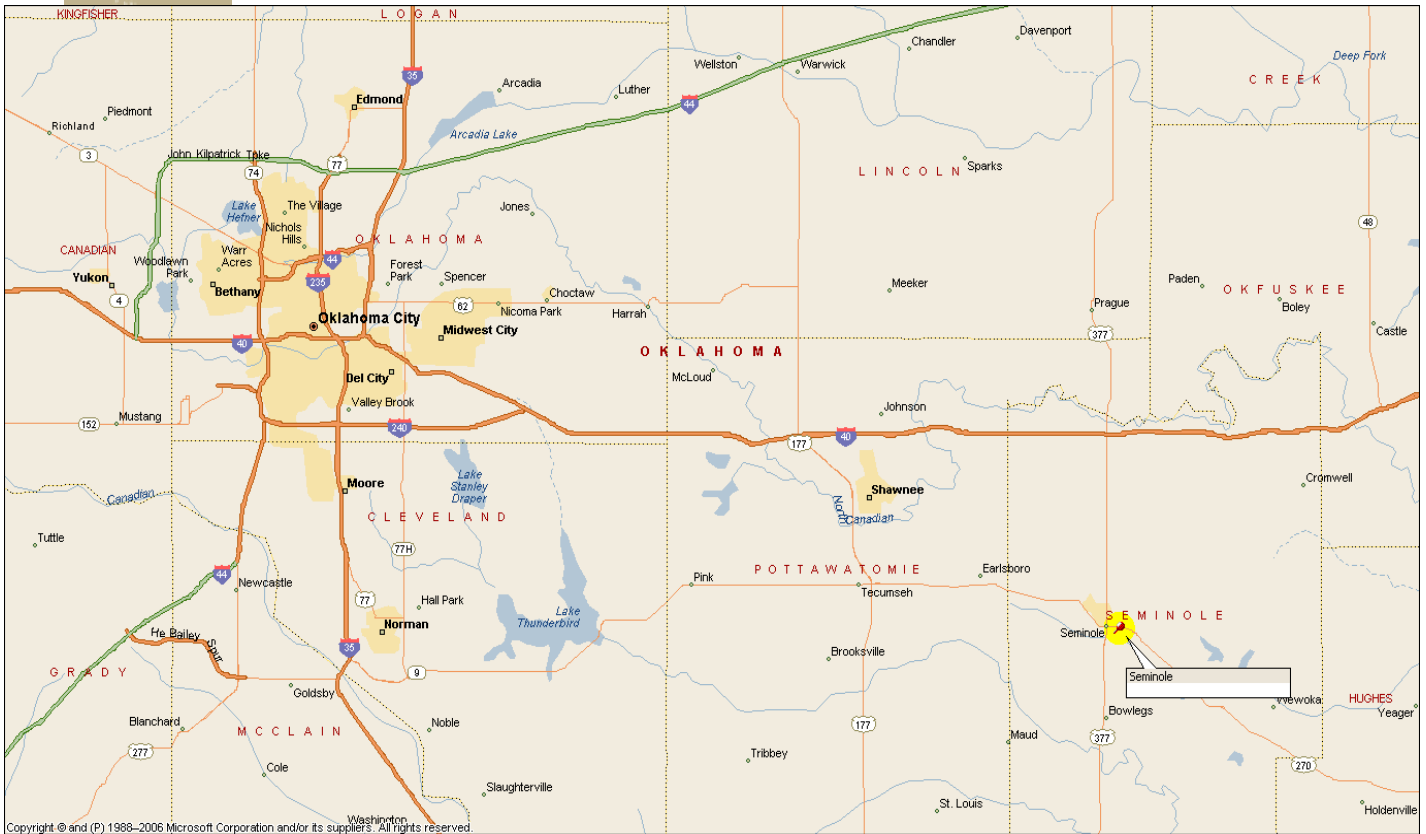 KINGFISHER
LOGAN
Davenport
Chandler
Wellston
Warwick
Deep Fork
CREEK
35
Arcadia
Luther
44
Edmond
Piedmont
Richland
Arcadia Lake
3
John Kilpatrick Tpke
77
74
LINCOLN
Sparks
Lake
Hefner
The Village
Nichols
Hills
Jones
48
OKLAHOMA
CANADIAN
Woodlawn
Park
Warr
Acres
44
Forest
Park
Spencer
Yukon
4
Bethany
235
62
Choctaw
Nicoma Park
Harrah
Meeker
Paden
OKFUSKEE
Boley
Prague
377
Castle
Oklahoma City
Midwest City
40
OKLAHOMA
Del City
McLoud
Valley Brook
Johnson
152
Mustang
240
177
40
Lake
Stanley
Draper
Cromwell
Moore
Shawnee
Canadian
North
Canadian
CLEVELAND
Tuttle
77H
44
Newcastle
Pink
POTTAWATOMIE
Earlsboro
Tecumseh
77
Hall Park
Lake
Thunderbird
SEMINOLE
Norman
Seminole
He Bailey Spur
35
Brooksville
GRADY
9
Seminole
Goldsby
Wewoka
HUGHES
Yeager
Blanchard
MCCLAIN
Noble
177
Bowlegs
377
Maud
277
Tribbey
270
Cole
Slaughterville
St. Louis
Holdenville
Washington
Copyright © and (P) 1988–2006 Microsoft Corporation and/or its suppliers. All rights reserved.